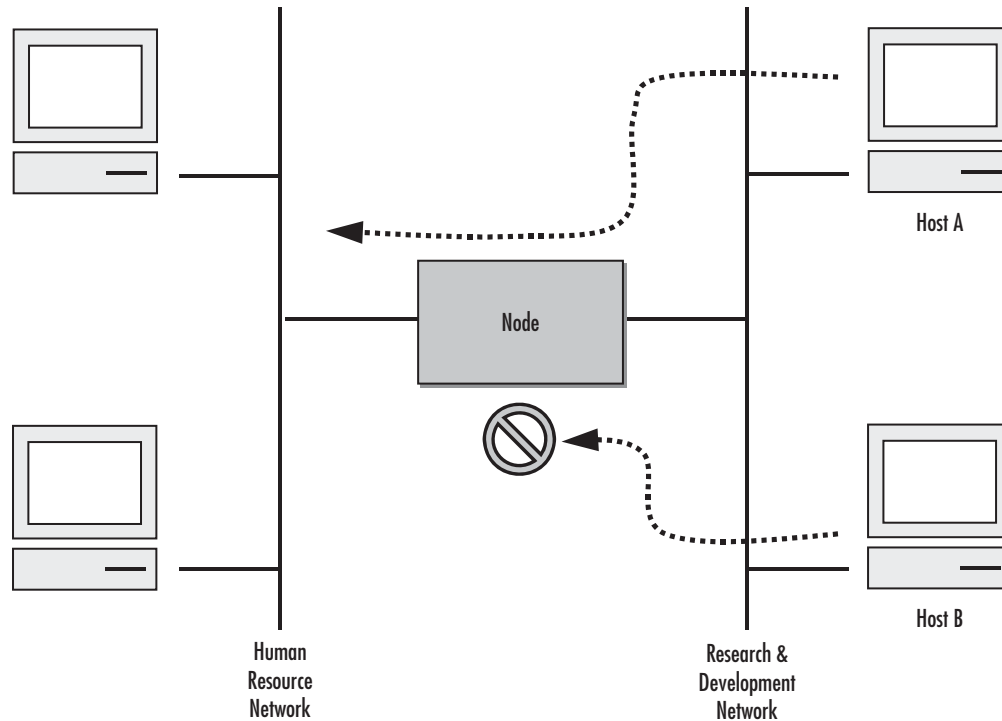 Host A
Node
Host B
Human
Resource
Network
Research &
Development
Network